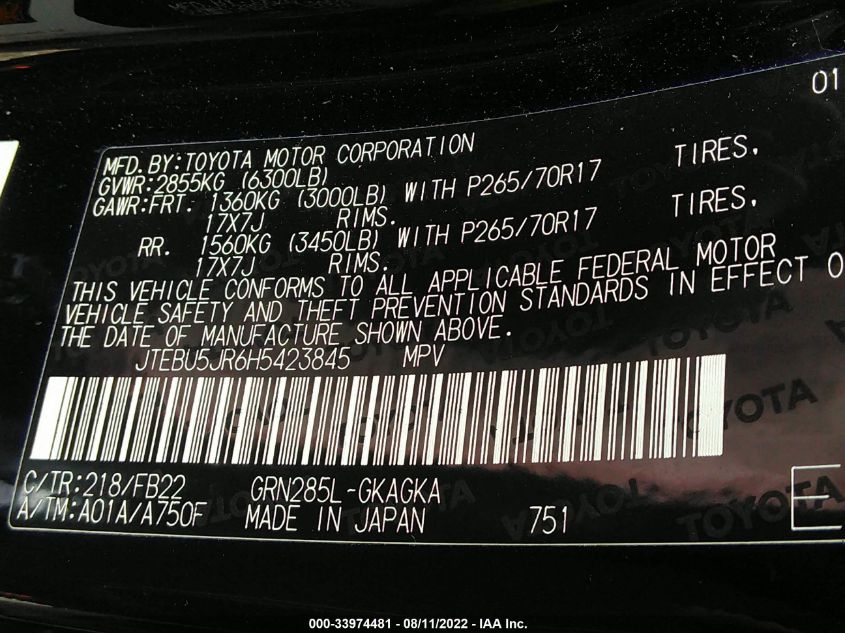 01
MFD.BY:TOYOTA MOTOR CORPORATION
GVWR:2855KG (6300LB)
GAWR:FRT. 1360KG (3000LB) WITH P265/70R17 TIRES,
17X7J RIMS.
RR. 1560KG (3450LB) WITH P265/70R17 TIRES,
17X7J RIMS.
THIS VEHICLE CONFORMS TO ALL APPLICABLE FEDERAL MOTOR
VEHICLE SAFETY AND THEFT PREVENTION STANDARDS IN EFFECT O
THE DATE OF MANUFACTURE SHOWN ABOVE.
JTEBU5JR6H5423845 MPV
C/TR:218/FB22 GRN285L-GKAGKA
A/TM:A01A/A750F MADE IN JAPAN 751 E
000-33974481 - 08/11/2022 - IAA Inc.